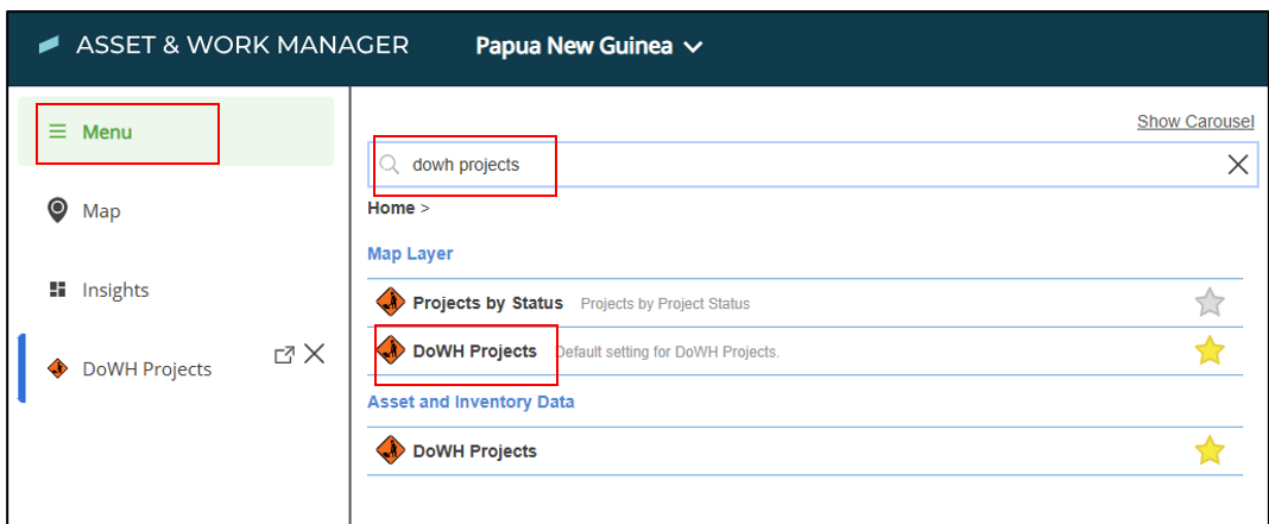 ASSET & WORK MANAGER Papua New Guinea
Menu
Map
Insights
DoWH Projects
Show Carousel
dowh projects
Home >
Map Layer
Projects by Status Projects by Project Status
DoWH Projects Default setting for DoWH Projects.
Asset and Inventory Data
DoWH Projects